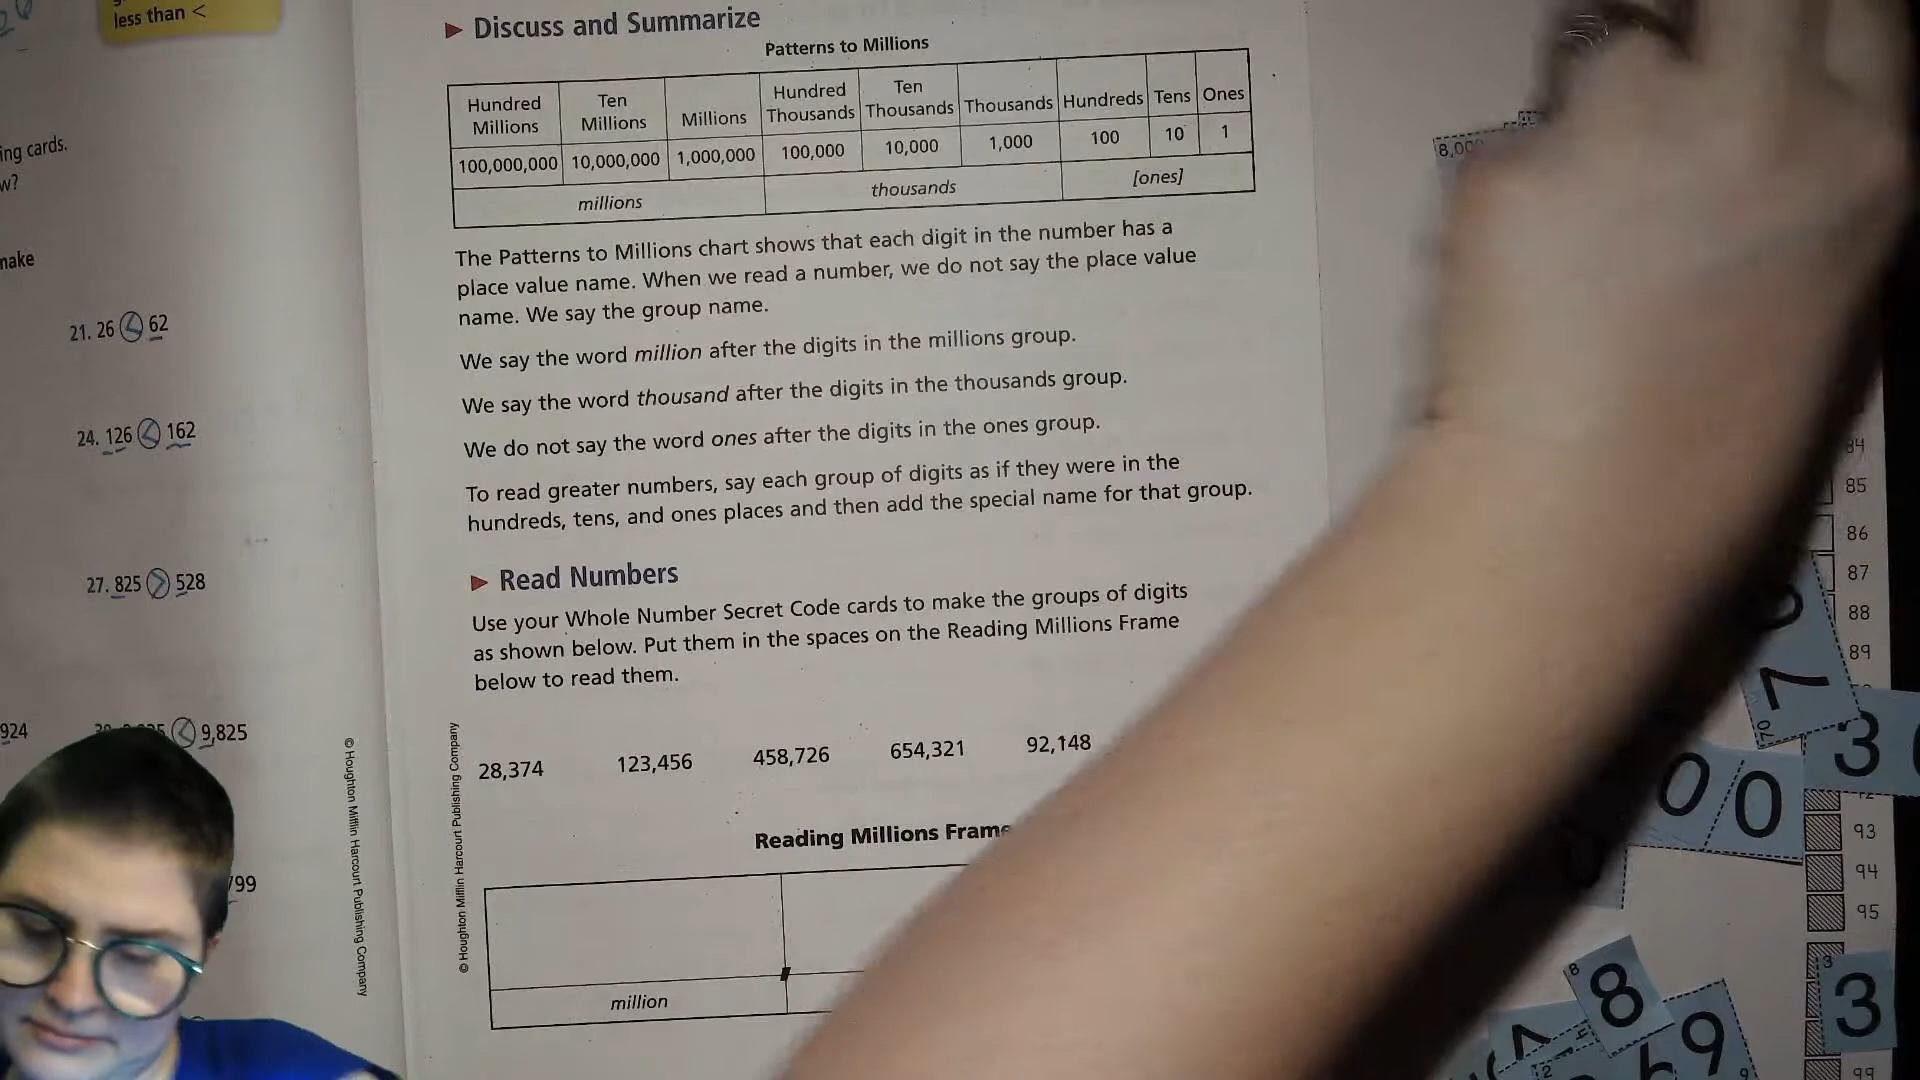 less than <
ing cards.
w?
make
21. 26 < 62
24. 126 < 162
27. 825 > 528
924
9,825
799
▶ Discuss and Summarize
Patterns to Millions
Hundred Millions Ten Millions Millions Hundred Thousands Ten Thousands Thousands Hundreds Tens Ones
100,000,000 10,000,000 1,000,000 100,000 10,000 1,000 100 10 1
millions thousands [ones]
The Patterns to Millions chart shows that each digit in the number has a
place value name. When we read a number, we do not say the place value
name. We say the group name.
We say the word million after the digits in the millions group.
We say the word thousand after the digits in the thousands group.
We do not say the word ones after the digits in the ones group.
To read greater numbers, say each group of digits as if they were in the
hundreds, tens, and ones places and then add the special name for that group.
▶ Read Numbers
Use your Whole Number Secret Code cards to make the groups of digits
as shown below. Put them in the spaces on the Reading Millions Frame
below to read them.
28,374 123,456 458,726 654,321 92,148
Reading Millions Frame
million
© Houghton Mifflin Harcourt Publishing Company
© Houghton Mifflin Harcourt Publishing Company
84
85
86
87
88
89
93
94
95
99
7
70
3
0 0
8
8
9
3
3